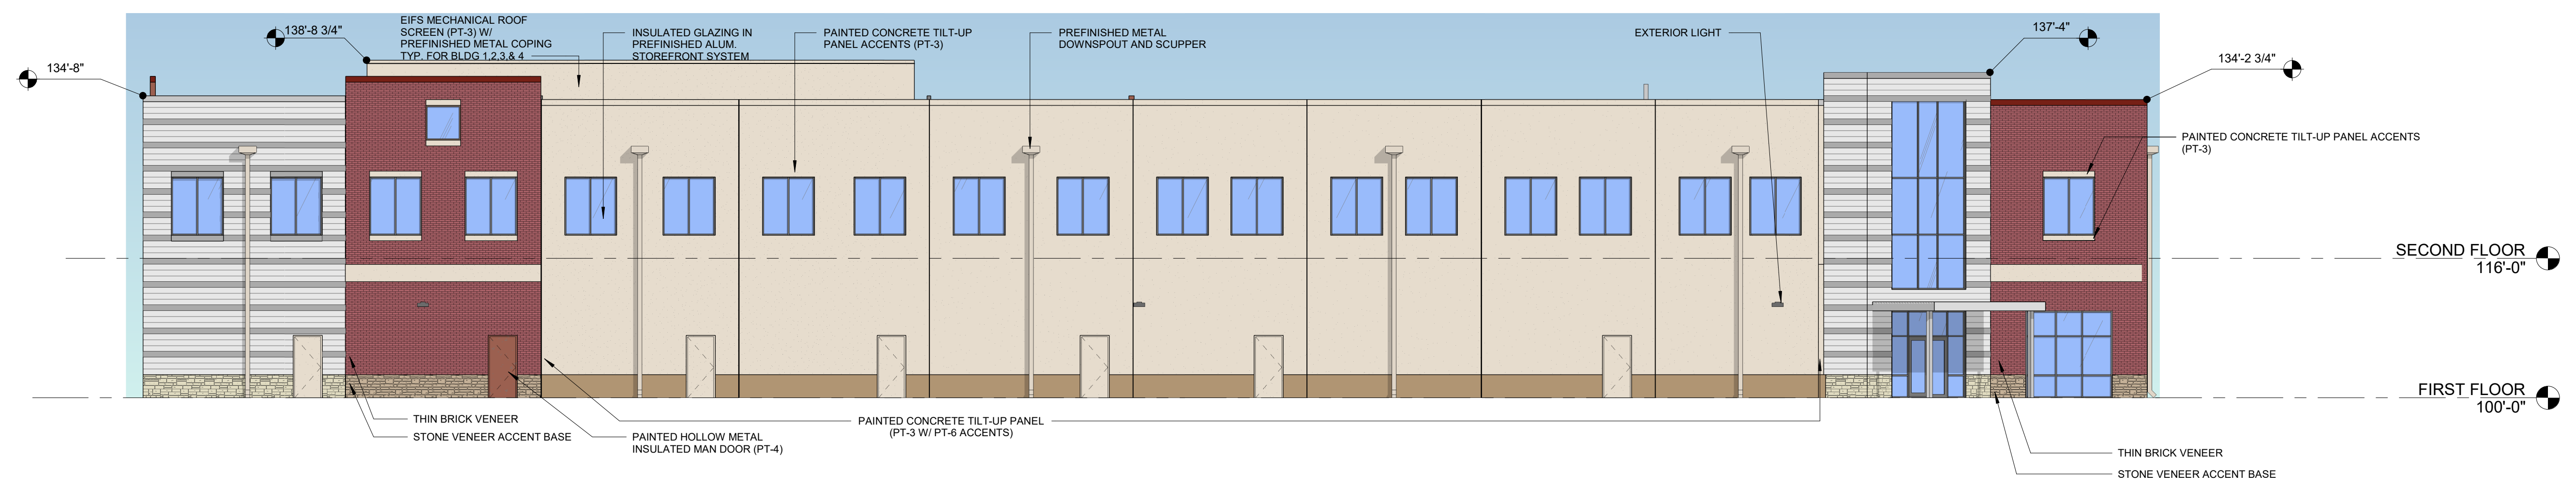 138'-8 3/4"
EIFS MECHANICAL ROOF
SCREEN (PT-3) W/
PREFINISHED METAL COPING
TYP. FOR BLDG 1,2,3,& 4
INSULATED GLAZING IN
PREFINISHED ALUM.
STOREFRONT SYSTEM
PAINTED CONCRETE TILT-UP
PANEL ACCENTS (PT-3)
PREFINISHED METAL
DOWNSPOUT AND SCUPPER
EXTERIOR LIGHT
137'-4"
134'-8"
134'-2 3/4"
PAINTED CONCRETE TILT-UP PANEL ACCENTS
(PT-3)
SECOND FLOOR
116'-0"
FIRST FLOOR
100'-0"
THIN BRICK VENEER
STONE VENEER ACCENT BASE
PAINTED HOLLOW METAL
INSULATED MAN DOOR (PT-4)
PAINTED CONCRETE TILT-UP PANEL
(PT-3 W/ PT-6 ACCENTS)
THIN BRICK VENEER
STONE VENEER ACCENT BASE